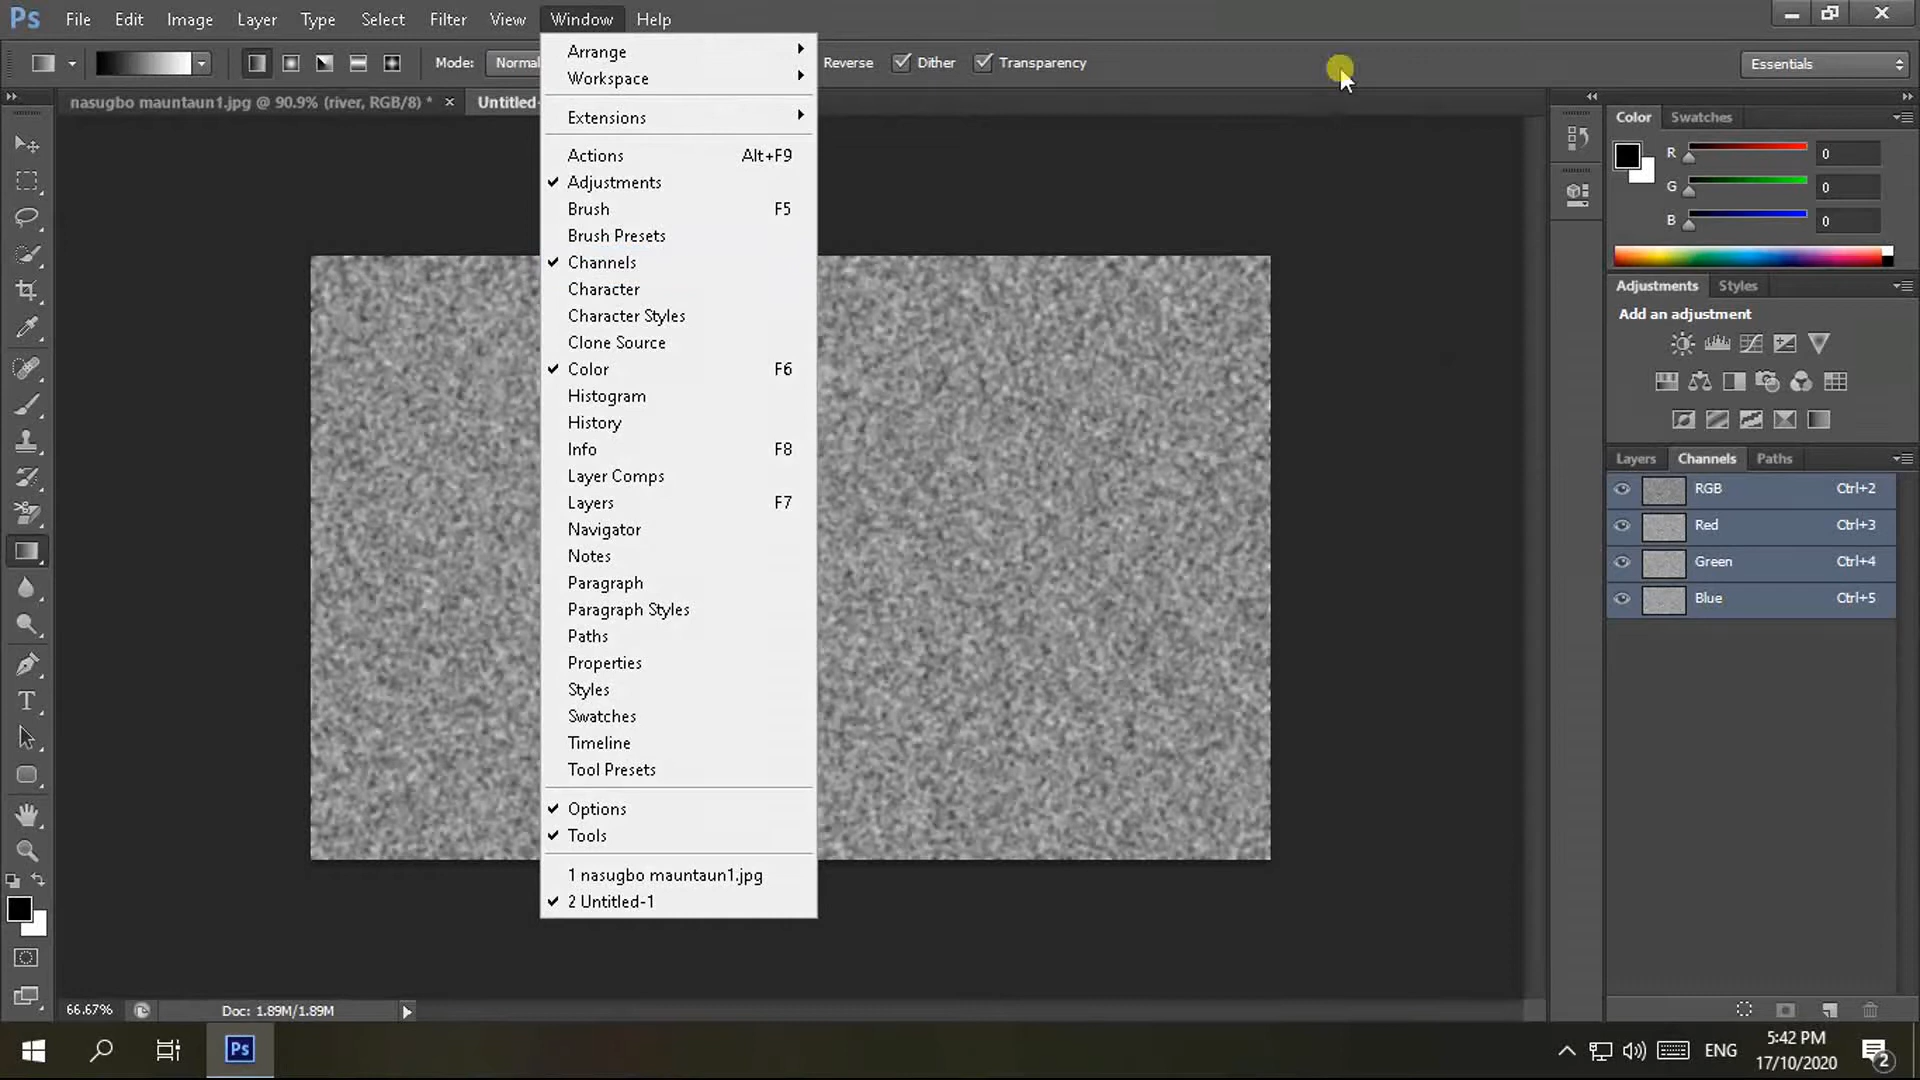 Ps File Edit Image Layer Type Select Filter View Window Help
Mode: Normal Reverse Dither Transparency Essentials
nasugbo mauntaun1.jpg @ 90.9% (river, RGB/8) * × Untitled-
Arrange
Workspace
Extensions
Actions Alt+F9
Adjustments
Brush F5
Brush Presets
Channels
Character
Character Styles
Clone Source
Color F6
Histogram
History
Info F8
Layer Comps
Layers F7
Navigator
Notes
Paragraph
Paragraph Styles
Paths
Properties
Styles
Swatches
Timeline
Tool Presets
Options
Tools
1 nasugbo mauntaun1.jpg
2 Untitled-1
Color Swatches
R 0
G 0
B 0
Adjustments Styles
Add an adjustment
Layers Channels Paths
RGB Ctrl+2
Red Ctrl+3
Green Ctrl+4
Blue Ctrl+5
66.67% Doc: 1.89M/1.89M
Ps
ENG
5:42 PM
17/10/2020
2